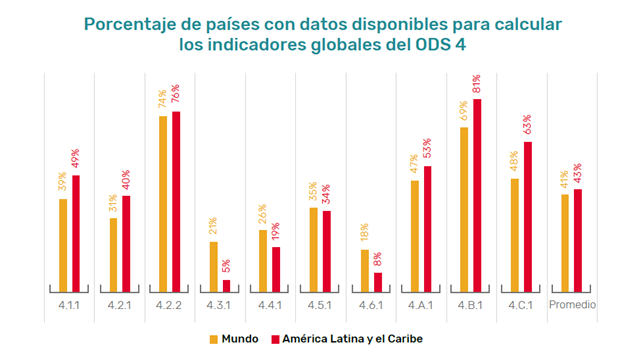 Porcentaje de países con datos disponibles para calcular
los indicadores globales del ODS 4
39% 49% 31% 40% 74% 76% 21% 5% 26% 19% 35% 34% 18% 8% 47% 53% 69% 81% 48% 63% 41% 43%
4.1.1 4.2.1 4.2.2 4.3.1 4.4.1 4.5.1 4.6.1 4.A.1 4.B.1 4.C.1 Promedio
Mundo América Latina y el Caribe